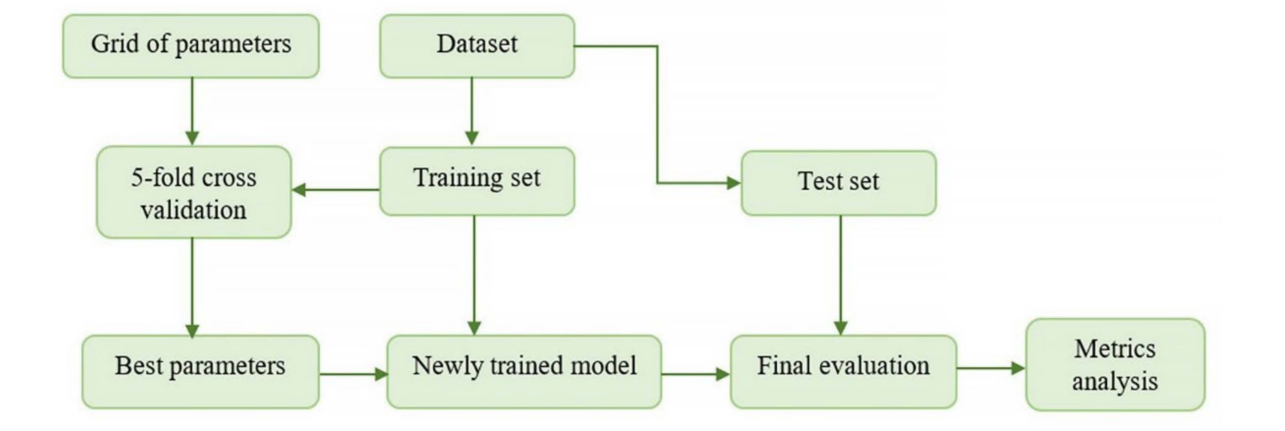 Grid of parameters
Dataset
5-fold cross
validation
Training set
Test set
Best parameters
Newly trained model
Final evaluation
Metrics
analysis